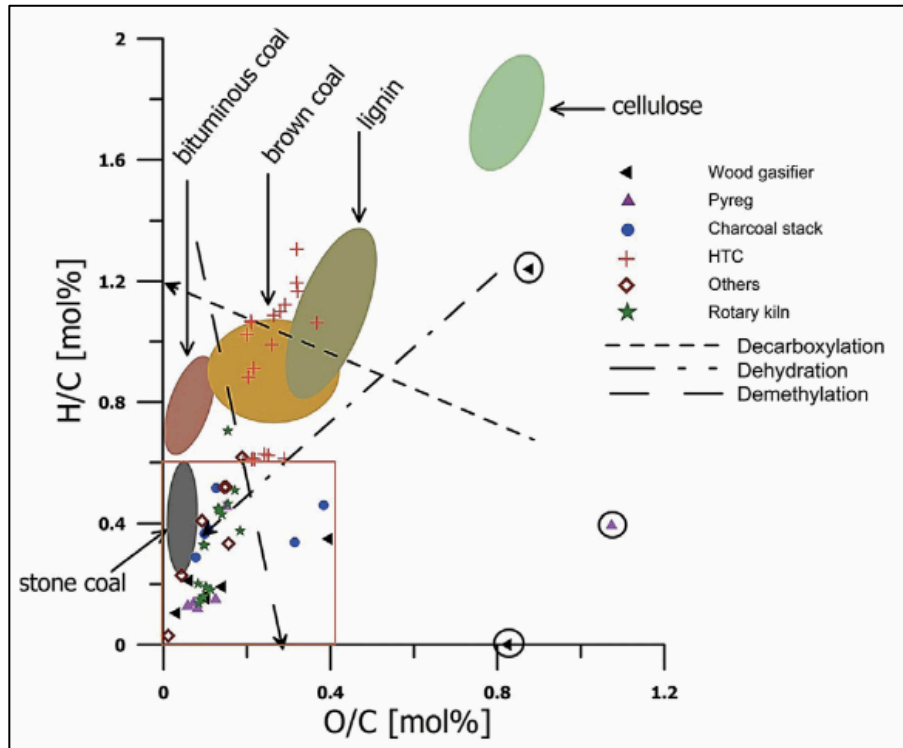 bituminous coal
brown coal
lignin
cellulose
stone coal
H/C [mol%]
2
1.6
1.2
0.8
0.4
0
0
0.4
0.8
1.2
O/C [mol%]
Wood gasifier
Pyreg
Charcoal stack
HTC
Others
Rotary kiln
Decarboxylation
Dehydration
Demethylation